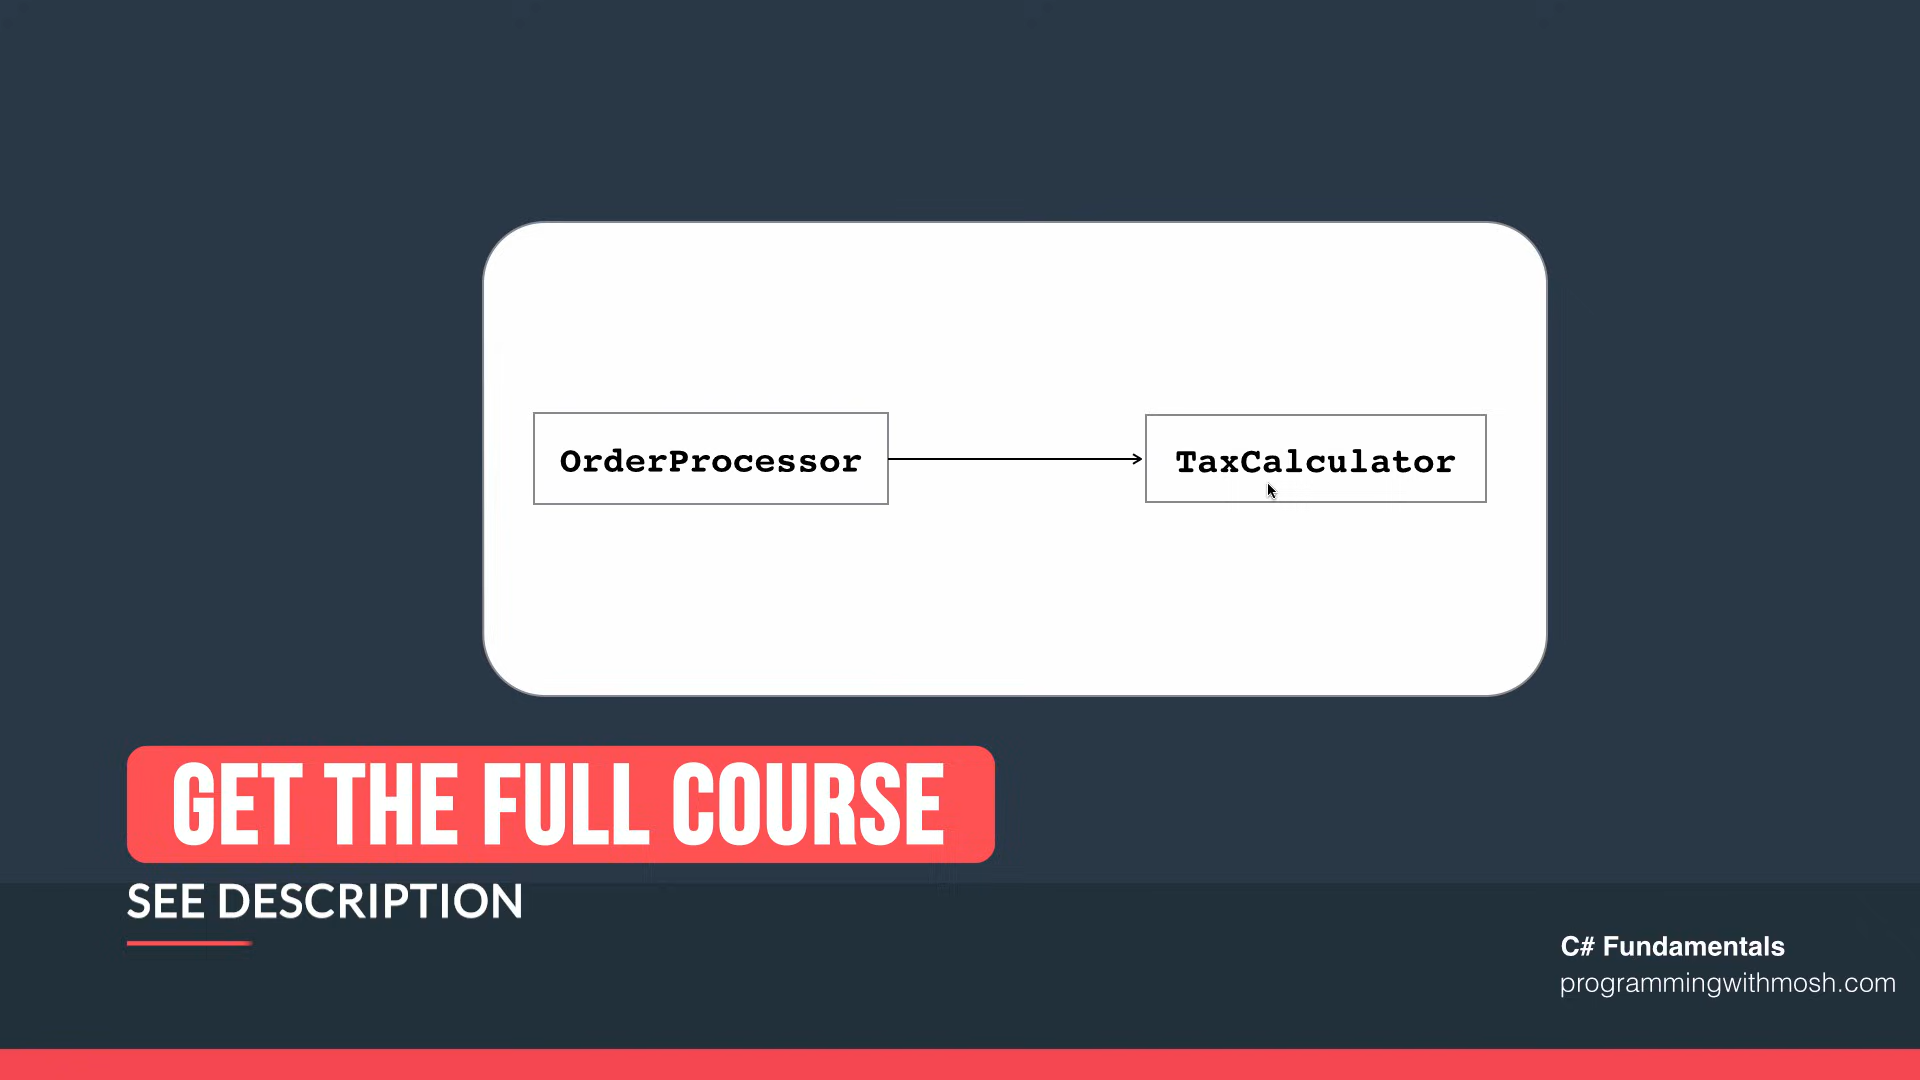 OrderProcessor
TaxCalculator
GET THE FULL COURSE
SEE DESCRIPTION
C# Fundamentals
programmingwithmosh.com